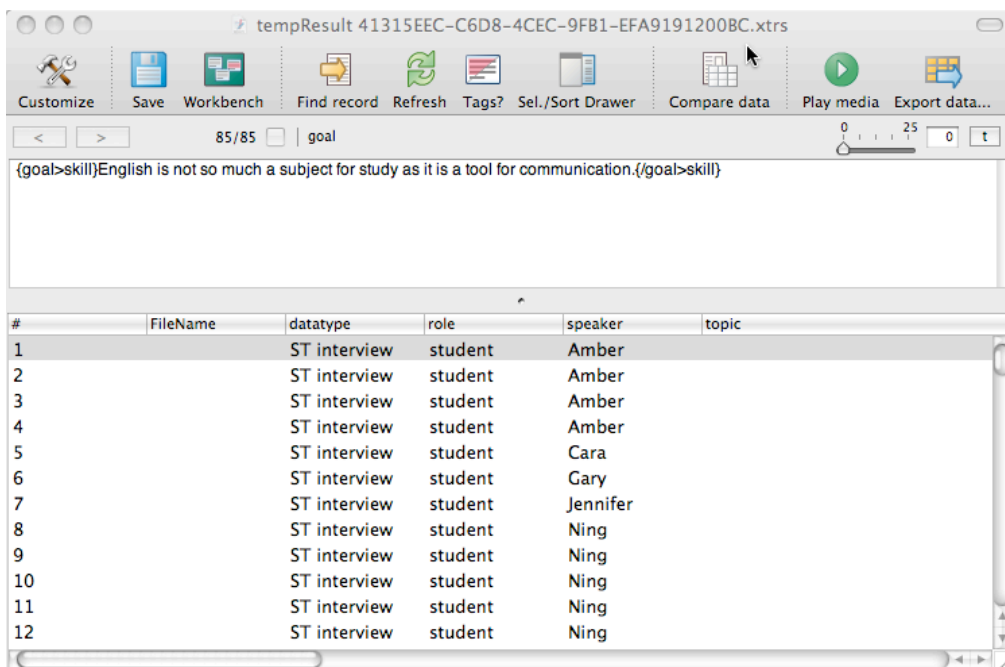 tempResult 41315EEC-C6D8-4CEC-9FB1-EFA9191200BC.xtrs
Customize Save Workbench Find record Refresh Tags? Sel./Sort Drawer Compare data Play media Export data...
< > 85/85 goal 0 25 0 t
{goal>skill}English is not so much a subject for study as it is a tool for communication.{/goal>skill}
# FileName datatype role speaker topic
1 ST interview student Amber
2 ST interview student Amber
3 ST interview student Amber
4 ST interview student Amber
5 ST interview student Cara
6 ST interview student Gary
7 ST interview student Jennifer
8 ST interview student Ning
9 ST interview student Ning
10 ST interview student Ning
11 ST interview student Ning
12 ST interview student Ning